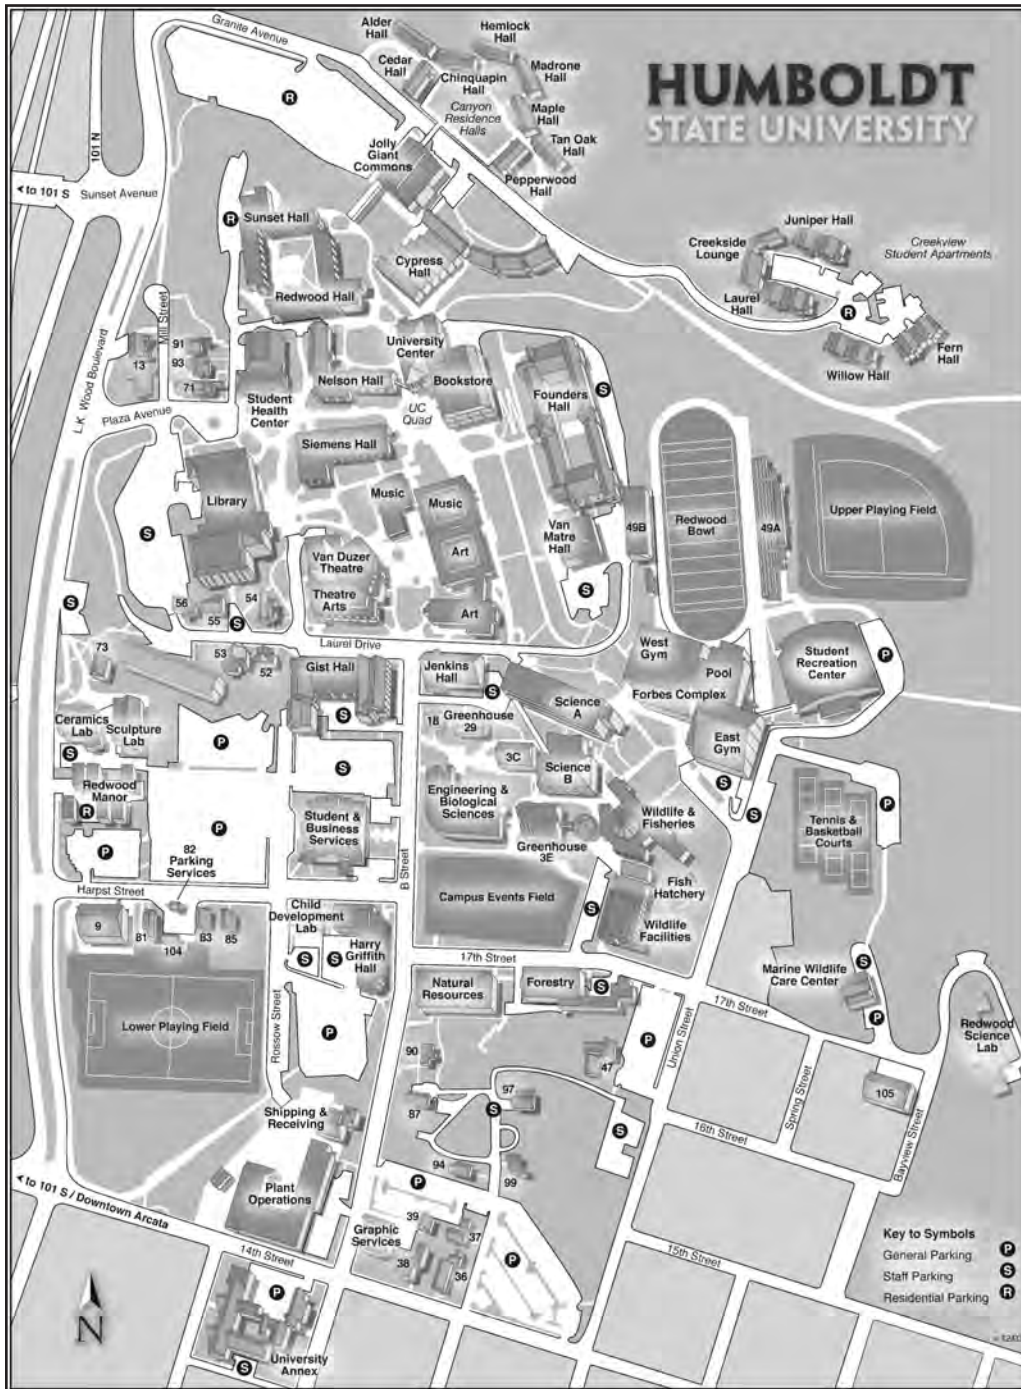 HUMBOLDT
STATE UNIVERSITY
Granite Avenue
Alder
Hall
Hemlock
Hall
Cedar
Hall
Chinquapin
Hall
Madrone
Hall
Canyon
Residence
Halls
Maple
Hall
Tan Oak
Hall
Pepperwood
Hall
Jolly
Giant
Commons
R
101 N
to 101 S
Sunset Avenue
R
Sunset Hall
Cypress
Hall
Redwood Hall
Juniper Hall
Creekside
Lounge
Creekview
Student Apartments
Laurel
Hall
R
Fern
Hall
Willow Hall
L.K. Wood Boulevard
Mill Street
13
91
93
71
Plaza Avenue
Student
Health
Center
Nelson Hall
University
Center
Bookstore
UC
Quad
Founders
Hall
S
Siemens Hall
Library
S
Music
Music
Art
Art
Van Duzer
Theatre
Theatre
Arts
Van
Matre
Hall
S
49B
Redwood
Bowl
49A
Upper Playing Field
S
56
55
S
54
Laurel Drive
73
53
52
Gist Hall
S
Jenkins
Hall
S
Science
A
West
Gym
Pool
Forbes Complex
East
Gym
Student
Recreation
Center
P
Ceramics
Lab
Sculpture
Lab
S
P
S
18
Greenhouse
29
3C
Science
B
S
S
Redwood
Manor
R
P
P
Student &
Business
Services
Engineering &
Biological
Sciences
Greenhouse
3E
Wildlife &
Fisheries
Tennis &
Basketball
Courts
P
82
Parking
Services
B Street
Harpst Street
Campus Events Field
Fish
Hatchery
S
Wildlife
Facilities
9
81
104
83
85
Child
Development
Lab
S
S
Harry
Griffith
Hall
17th Street
Natural
Resources
Forestry
S
S
Marine Wildlife
Care Center
P
17th Street
Redwood
Science
Lab
Lower Playing Field
Rossow Street
P
P
Union Street
90
47
105
Spring Street
Bayview Street
87
97
S
S
16th Street
Shipping &
Receiving
94
99
P
to 101 S / Downtown Arcata
Plant
Operations
Graphic
Services
39
37
38
36
P
14th Street
15th Street
N
P
University
Annex
S
Key to Symbols
General Parking P
Staff Parking S
Residential Parking R